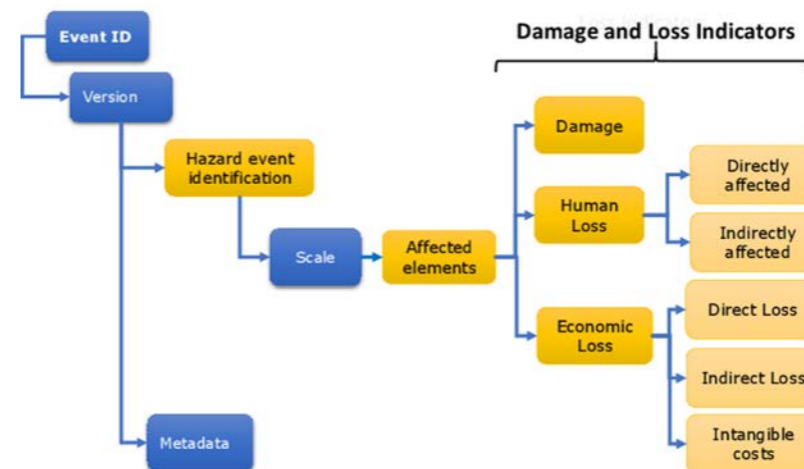 Damage and Loss Indicators
Event ID
Version
Hazard event
identification
Scale
Affected
elements
Damage
Human
Loss
Directly
affected
Indirectly
affected
Economic
Loss
Direct Loss
Indirect Loss
Intangible
costs
Metadata